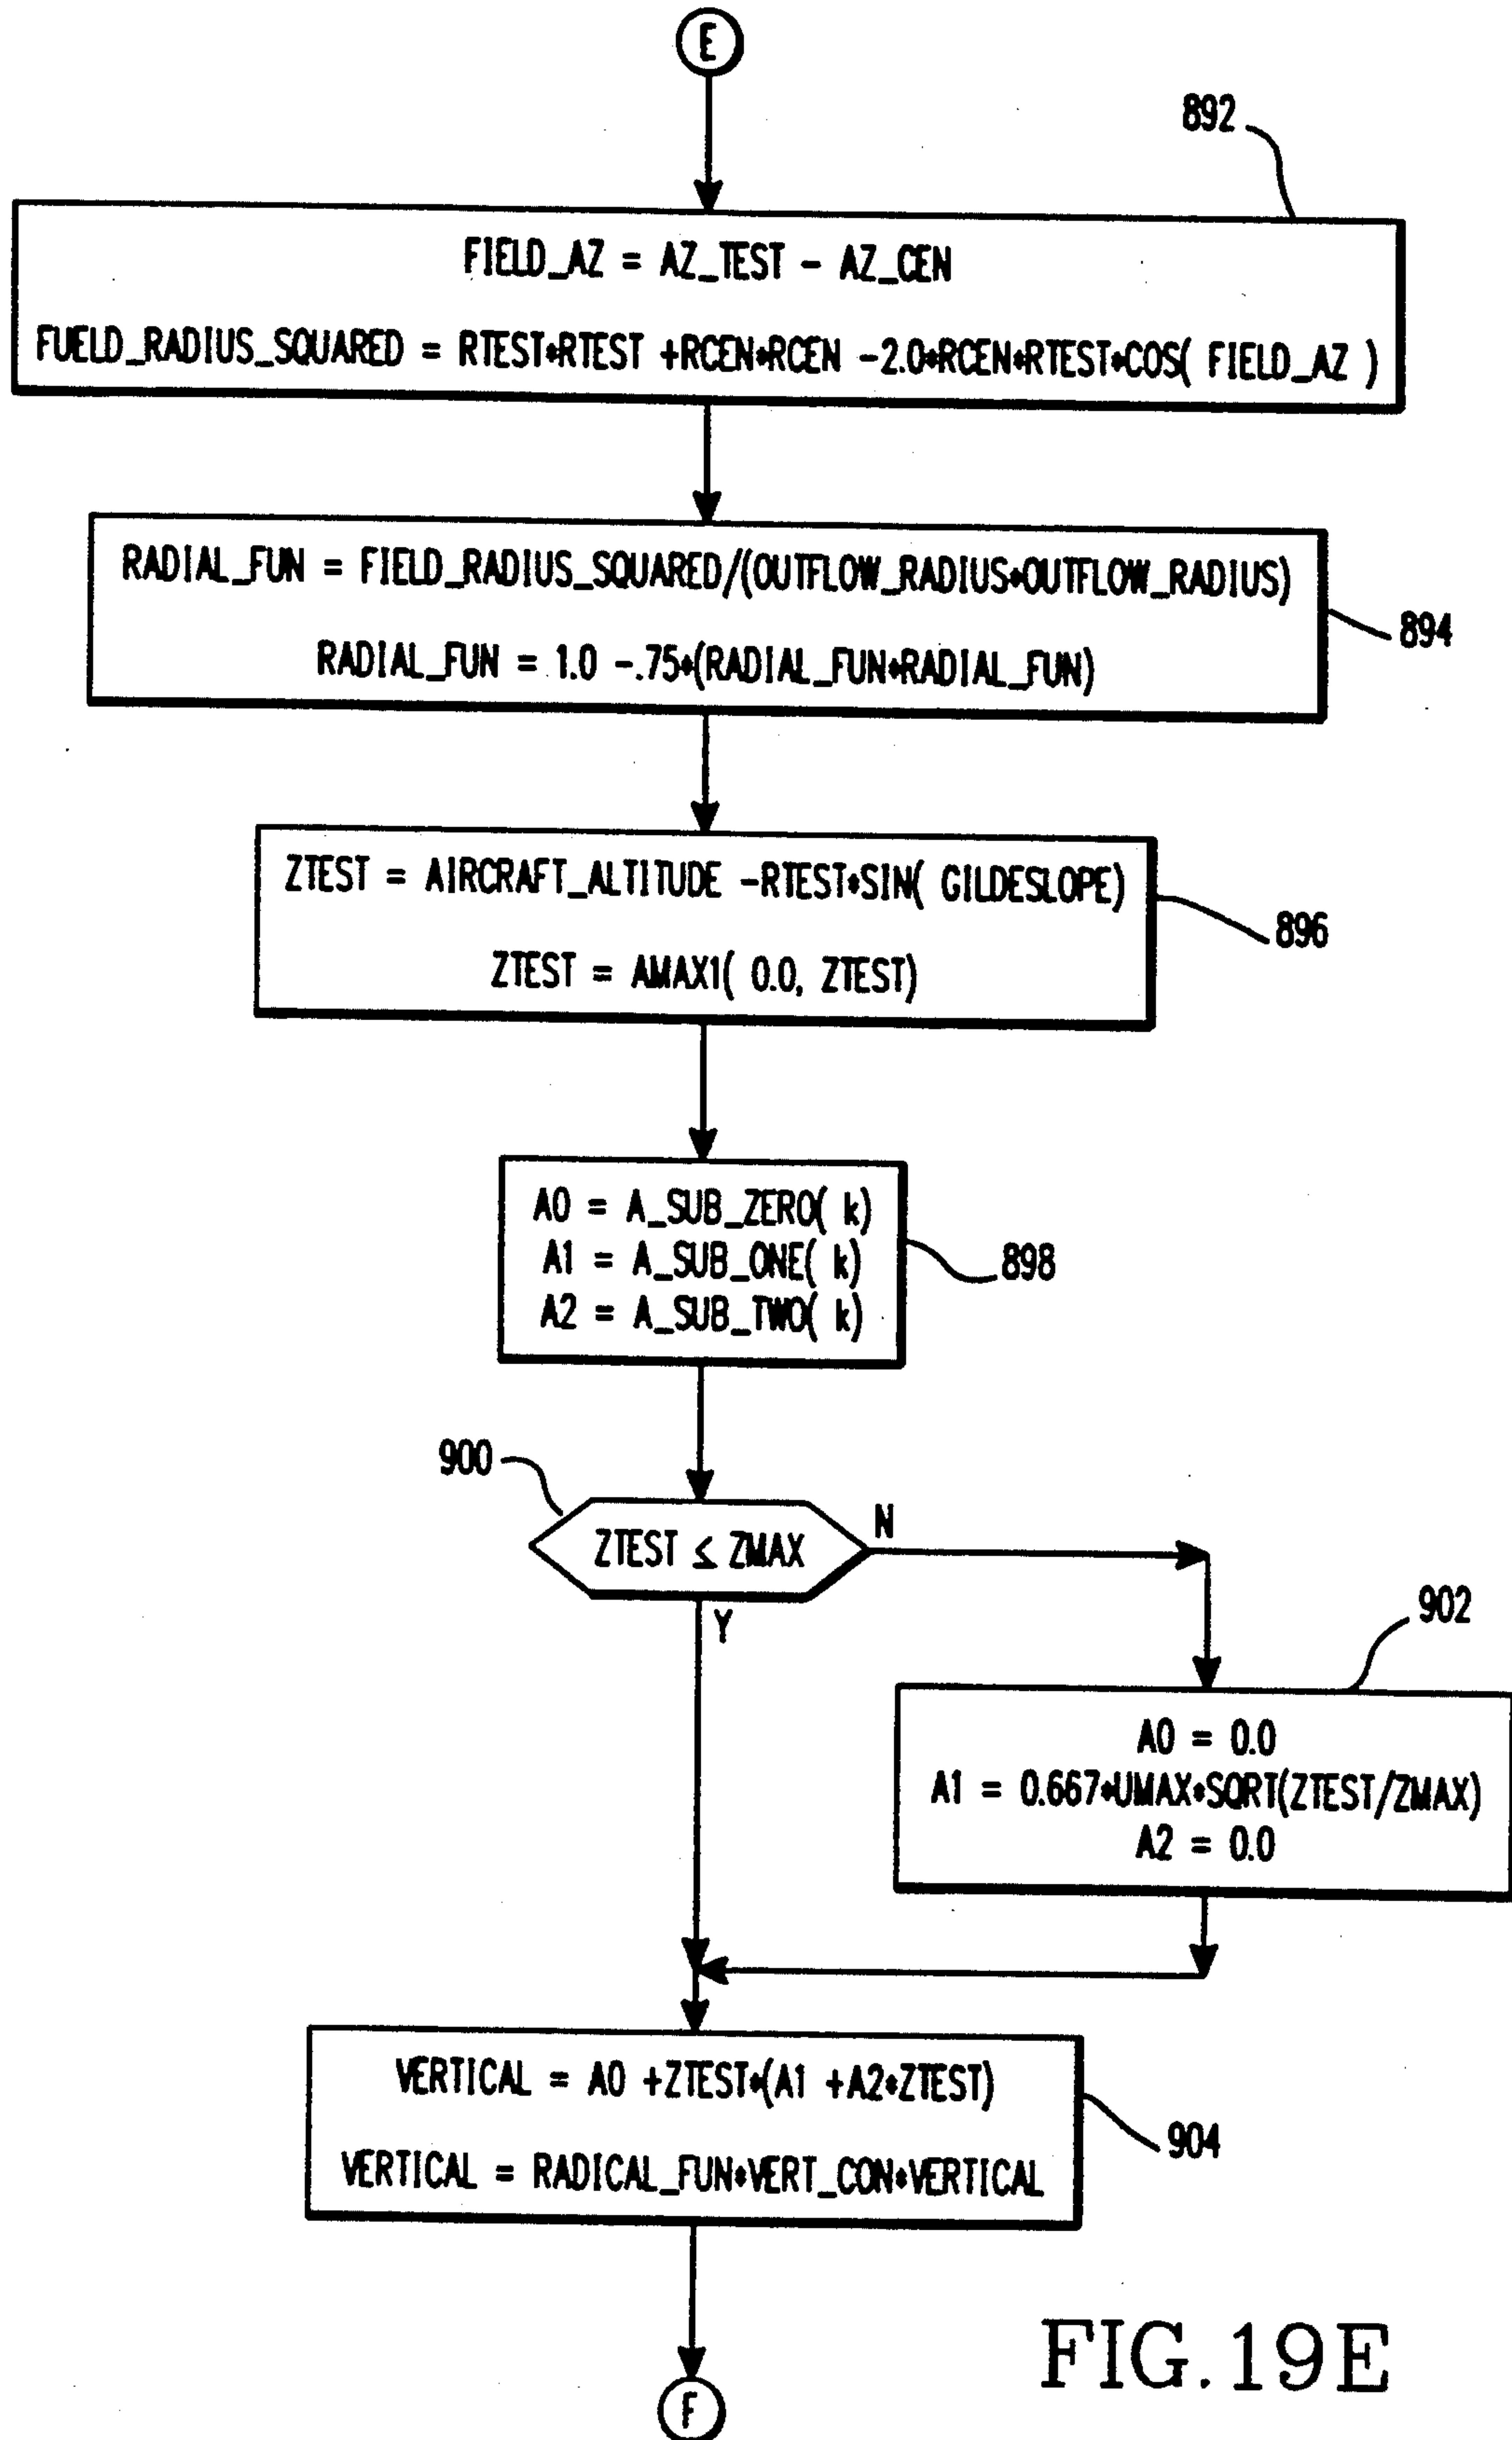 E
892
FIELD_AZ = AZ_TEST - AZ_CEN
FUELD_RADIUS_SQUARED = RTEST*RTEST +RCEN*RCEN -2.0*RCEN*RTEST*COS( FIELD_AZ )
RADIAL_FUN = FIELD_RADIUS_SQUARED/(OUTFLOW_RADIUS*OUTFLOW_RADIUS)
RADIAL_FUN = 1.0 -.75*(RADIAL_FUN*RADIAL_FUN)
894
ZTEST = AIRCRAFT_ALTITUDE -RTEST*SIN( GILDESLOPE)
ZTEST = AMAX1( 0.0, ZTEST)
896
A0 = A_SUB_ZERO( k)
A1 = A_SUB_ONE( k)
A2 = A_SUB_TWO( k)
898
900
ZTEST ≤ ZMAX
N
Y
902
A0 = 0.0
A1 = 0.667*UMAX*SQRT(ZTEST/ZMAX)
A2 = 0.0
VERTICAL = A0 +ZTEST*(A1 +A2*ZTEST)
VERTICAL = RADICAL_FUN*VERT_CON*VERTICAL
904
F
FIG.19E